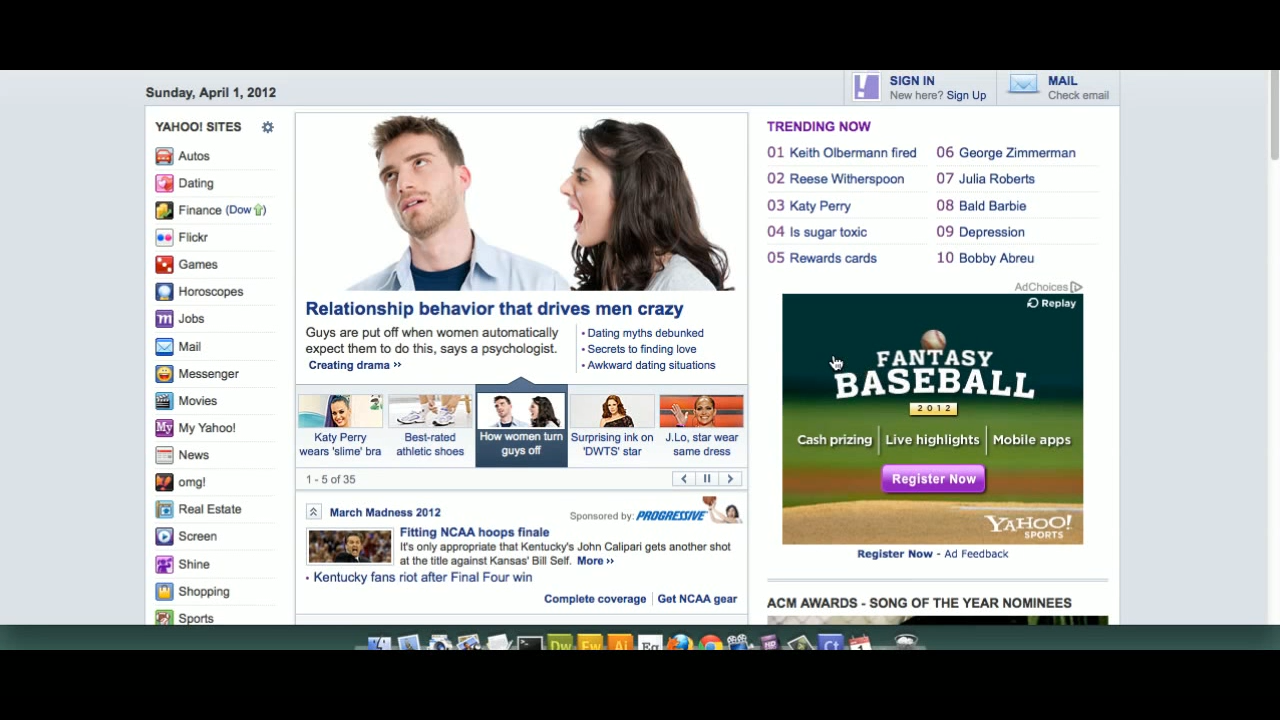 Sunday, April 1, 2012
SIGN IN
New here? Sign Up
MAIL
Check email
YAHOO! SITES
Autos
Dating
Finance (Dow)
Flickr
Games
Horoscopes
Jobs
Mail
Messenger
Movies
My Yahoo!
News
omg!
Real Estate
Screen
Shine
Shopping
Sports
Relationship behavior that drives men crazy
Guys are put off when women automatically
expect them to do this, says a psychologist.
Creating drama ››
• Dating myths debunked
• Secrets to finding love
• Awkward dating situations
Katy Perry
wears 'slime' bra
Best-rated
athletic shoes
How women turn
guys off
Surprising ink on
'DWTS' star
J.Lo, star wear
same dress
1 - 5 of 35
March Madness 2012
Sponsored by: PROGRESSIVE
Fitting NCAA hoops finale
It's only appropriate that Kentucky's John Calipari gets another shot
at the title against Kansas' Bill Self. More ››
• Kentucky fans riot after Final Four win
Complete coverage
Get NCAA gear
TRENDING NOW
01 Keith Olbermann fired
02 Reese Witherspoon
03 Katy Perry
04 Is sugar toxic
05 Rewards cards
06 George Zimmerman
07 Julia Roberts
08 Bald Barbie
09 Depression
10 Bobby Abreu
AdChoices
Replay
FANTASY
BASEBALL
2012
Cash prizing
Live highlights
Mobile apps
Register Now
YAHOO!
SPORTS
Register Now - Ad Feedback
ACM AWARDS - SONG OF THE YEAR NOMINEES
Dw
Fw
Ai
HD
Ct